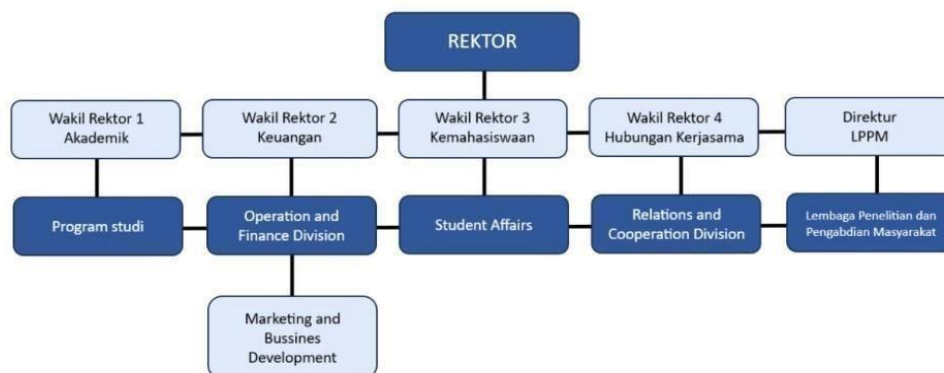 REKTOR
Wakil Rektor 1
Akademik
Wakil Rektor 2
Keuangan
Wakil Rektor 3
Kemahasiswaan
Wakil Rektor 4
Hubungan Kerjasama
Direktur
LPPM
Program studi
Operation and
Finance Division
Student Affairs
Relations and
Cooperation Division
Lembaga Penelitian dan
Pengabdian Masyarakat
Marketing and
Bussines
Development